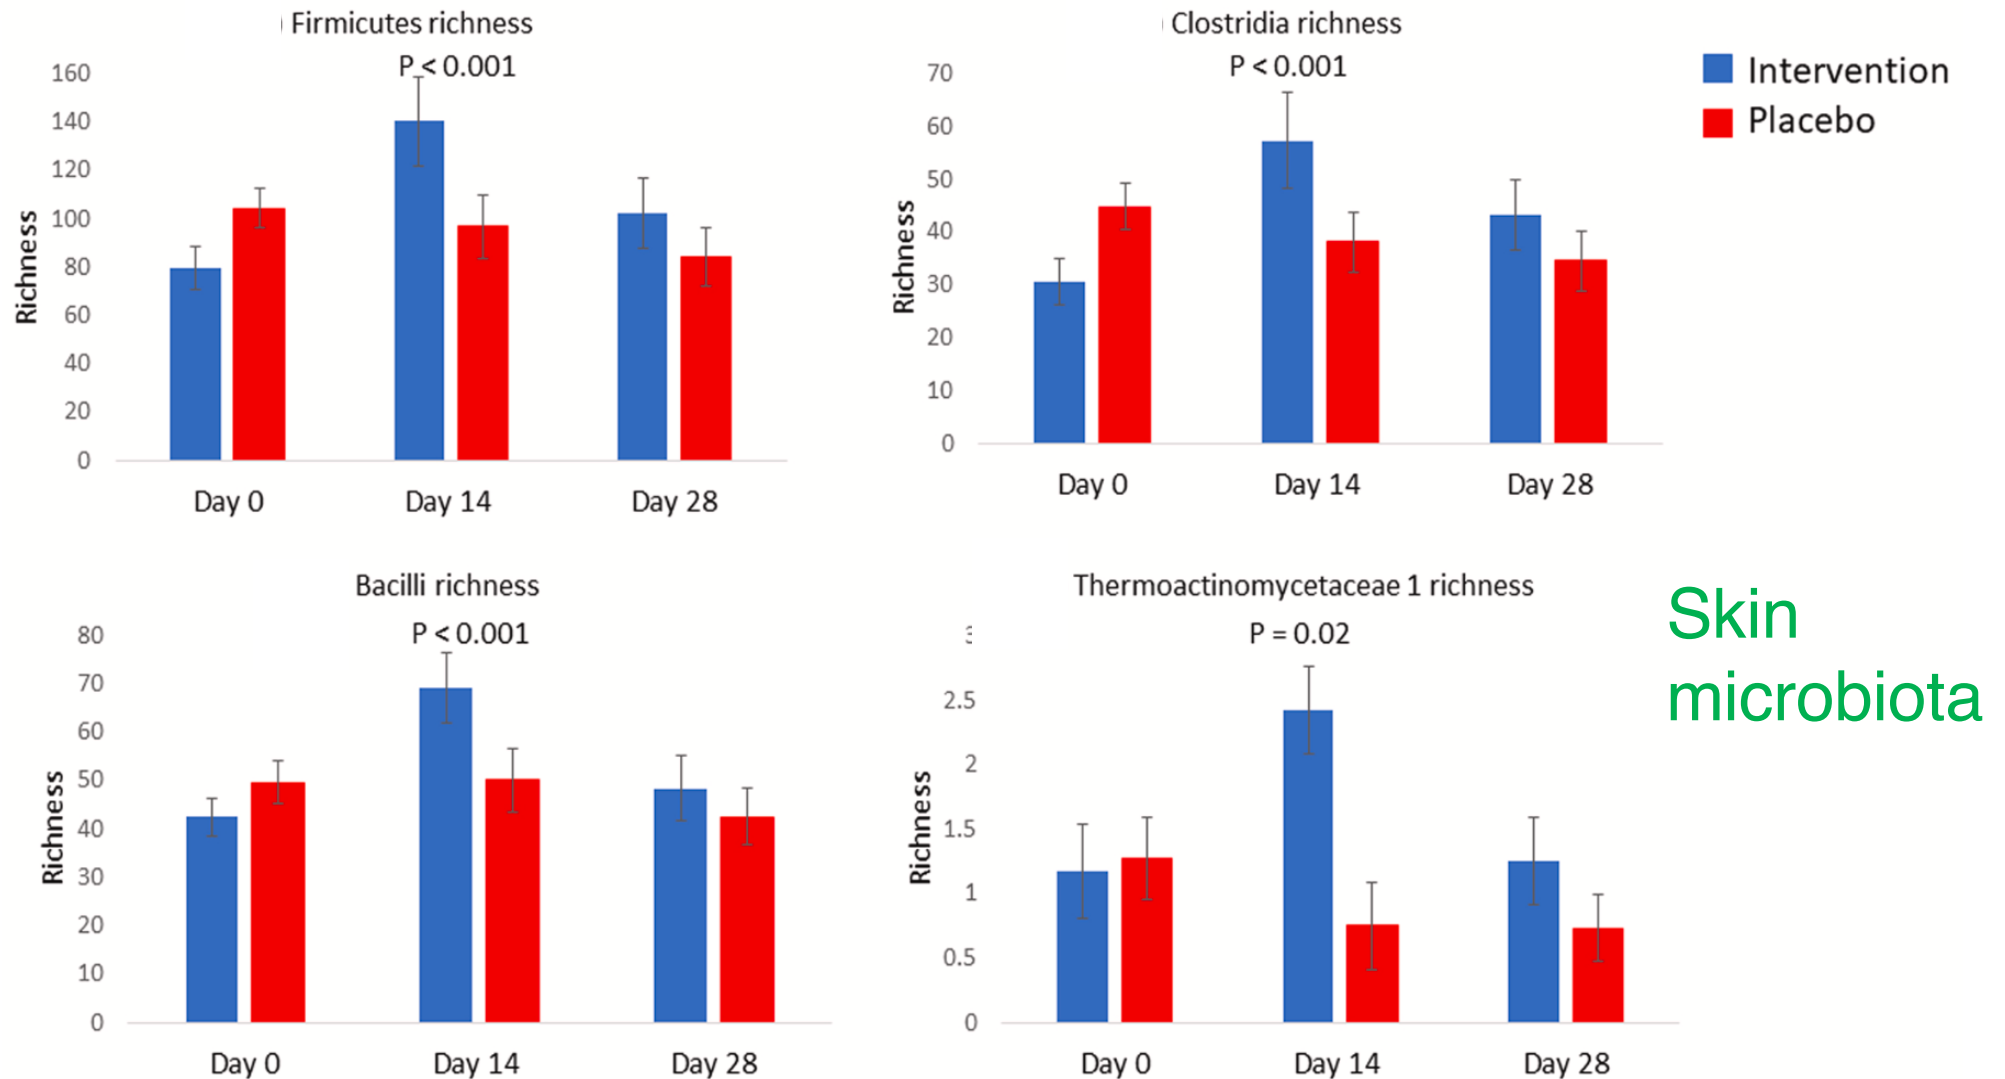 Firmicutes richness
P < 0.001
160
140
120
100
80
60
40
20
0
Richness
Day 0 Day 14 Day 28
Clostridia richness
P < 0.001
70
60
50
40
30
20
10
0
Richness
Day 0 Day 14 Day 28
Intervention
Placebo
Bacilli richness
P < 0.001
80
70
60
50
40
30
20
10
0
Richness
Day 0 Day 14 Day 28
Thermoactinomycetaceae 1 richness
P = 0.02
3
2.5
2
1.5
1
0.5
0
Richness
Day 0 Day 14 Day 28
Skin
microbiota